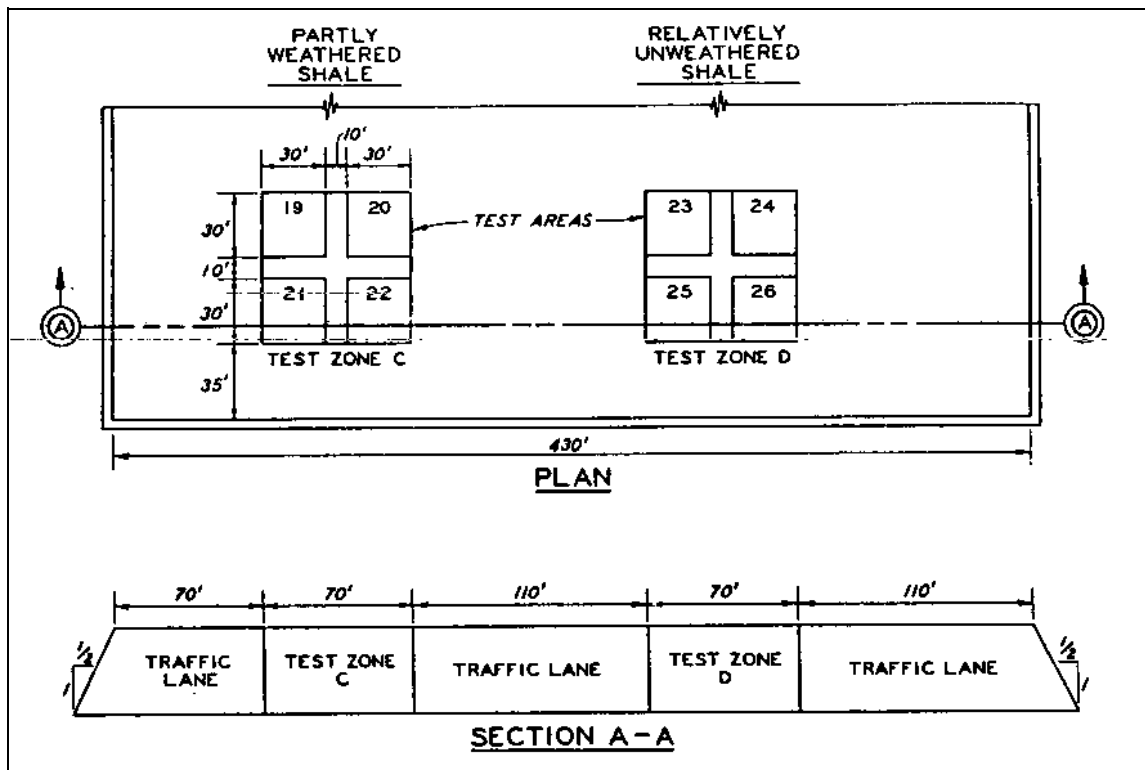 PARTLY
WEATHERED
SHALE
RELATIVELY
UNWEATHERED
SHALE
10'
30' 30'
30'
19 20
TEST AREAS
23 24
10'
30'
21 22
25 26
A
A
TEST ZONE C
TEST ZONE D
35'
430'
PLAN
70' 70' 110' 70' 110'
1/2
1
TRAFFIC
LANE
TEST ZONE
C
TRAFFIC LANE
TEST ZONE
D
TRAFFIC LANE
1/2
1
SECTION A-A